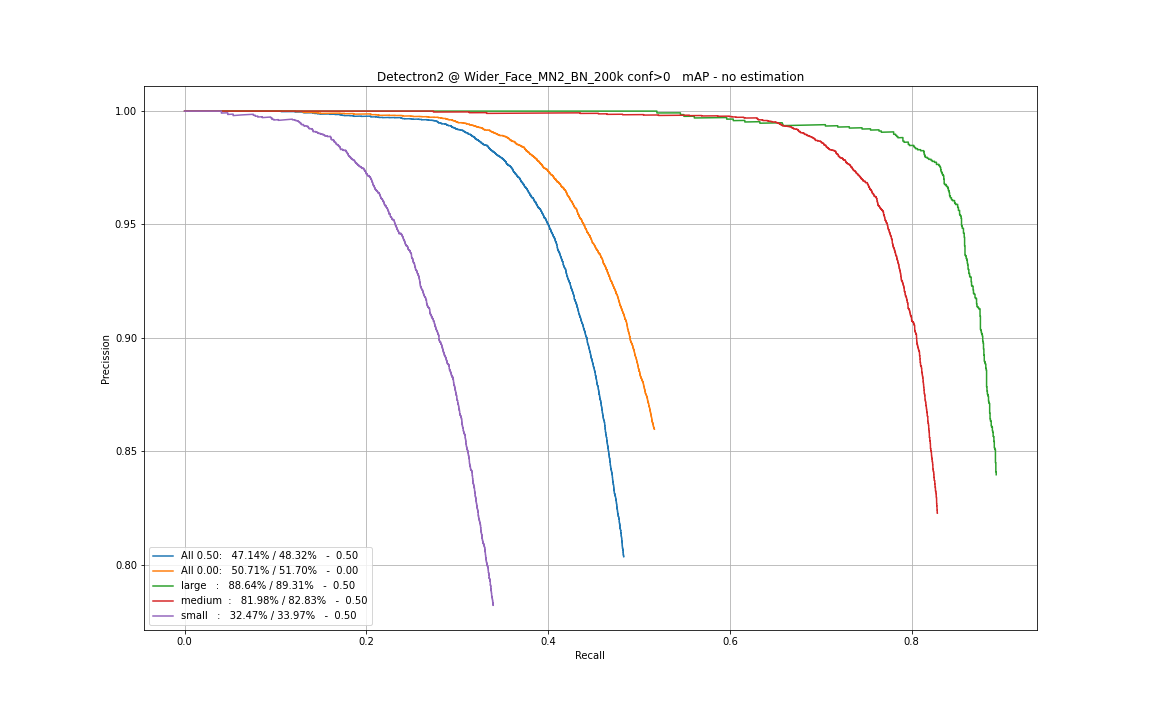 Detectron2 @ Wider_Face_MN2_BN_200k conf>0   mAP - no estimation
1.00
0.95
0.90
0.85
0.80
Precission
All 0.50:   47.14% / 48.32%   -  0.50
All 0.00:   50.71% / 51.70%   -  0.00
large   :   88.64% / 89.31%   -  0.50
medium  :   81.98% / 82.83%   -  0.50
small   :   32.47% / 33.97%   -  0.50
0.0 0.2 0.4 0.6 0.8
Recall